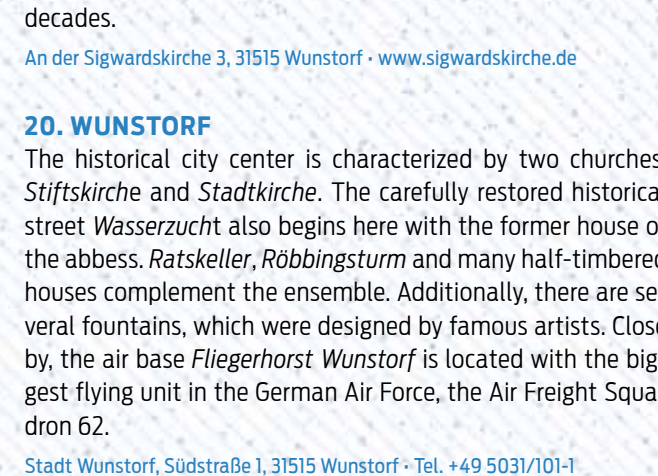 decades.
An der Sigwardskirche 3, 31515 Wunstorf · www.sigwardskirche.de
20. WUNSTORF
The historical city center is characterized by two churches
Stiftskirche and Stadtkirche. The carefully restored historica
street Wasserzucht also begins here with the former house o
the abbess. Ratskeller, Röbbingsturm and many half-timbered
houses complement the ensemble. Additionally, there are se
veral fountains, which were designed by famous artists. Close
by, the air base Fliegerhorst Wunstorf is located with the big
gest flying unit in the German Air Force, the Air Freight Squa
dron 62.
Stadt Wunstorf, Südstraße 1, 31515 Wunstorf · Tel. +49 5031/101-1